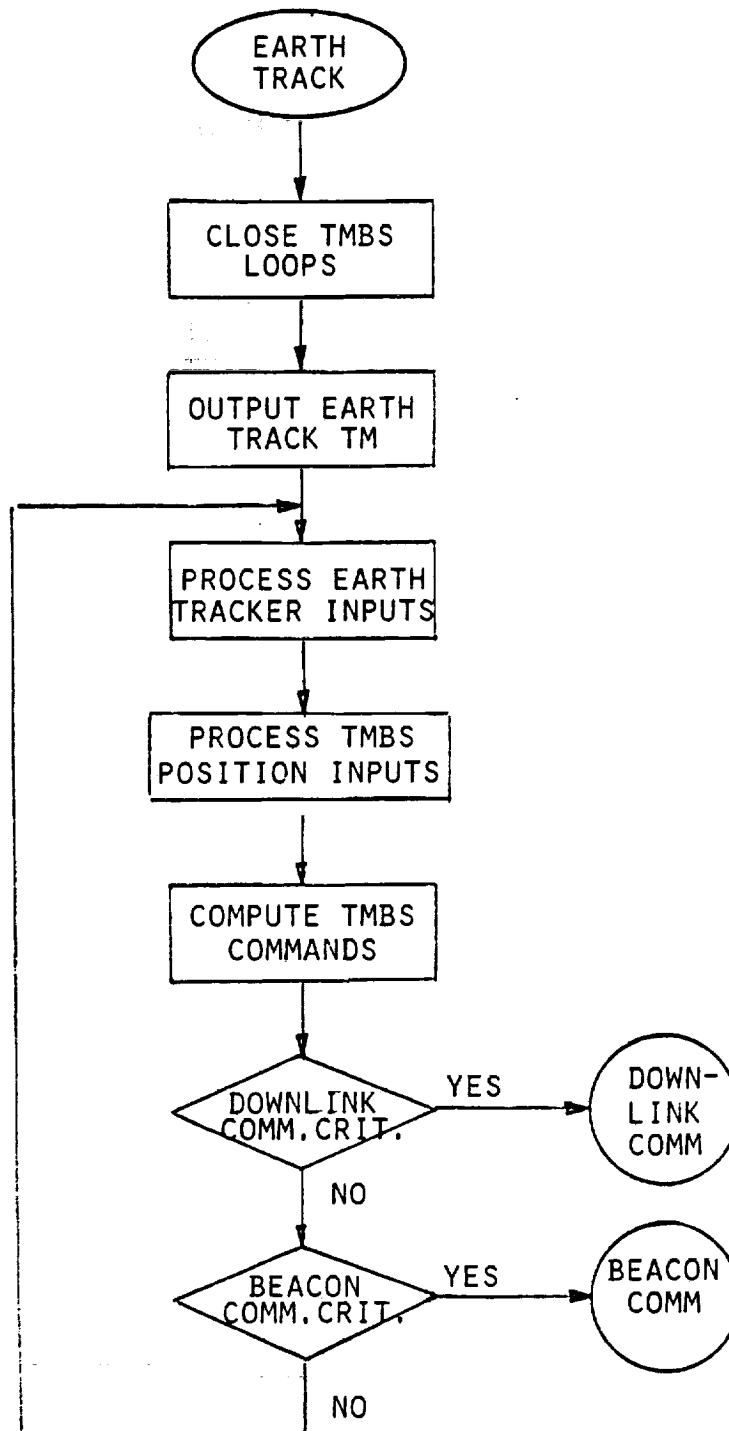 EARTH
TRACK
CLOSE TMBS
LOOPS
OUTPUT EARTH
TRACK TM
PROCESS EARTH
TRACKER INPUTS
PROCESS TMBS
POSITION INPUTS
COMPUTE TMBS
COMMANDS
DOWNLINK
COMM.CRIT.
YES
DOWN-
LINK
COMM
NO
BEACON
COMM.CRIT.
YES
BEACON
COMM
NO